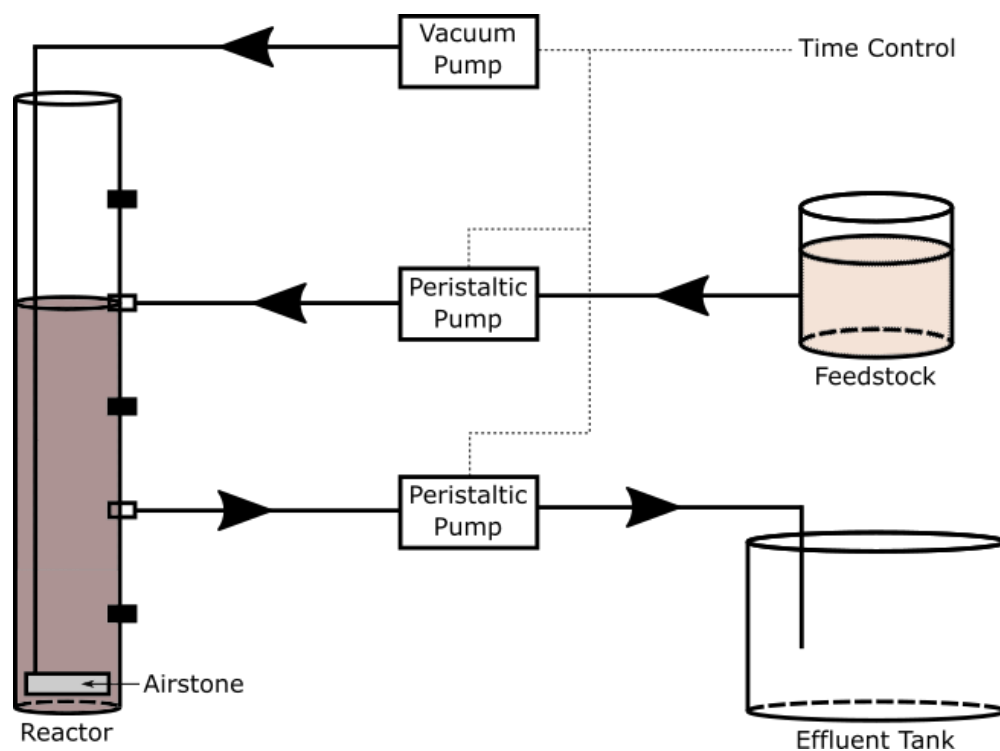 Vacuum
Pump
Time Control
Peristaltic
Pump
Feedstock
Peristaltic
Pump
Airstone
Reactor
Effluent Tank